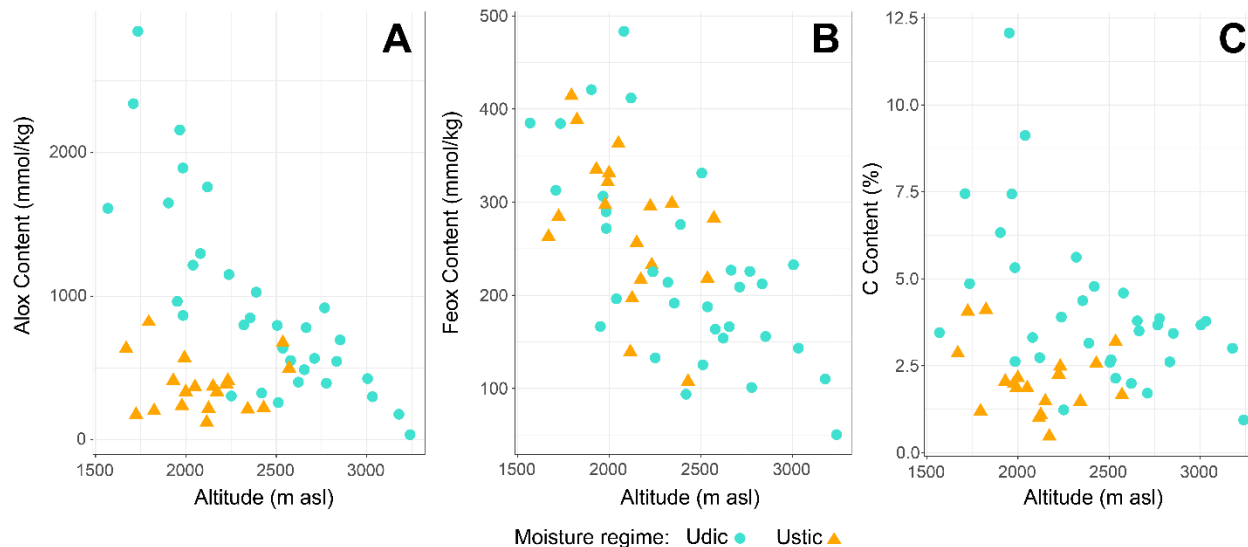 A
Alox Content (mmol/kg)
2000
1000
0
1500 2000 2500 3000
Altitude (m asl)
B
Feox Content (mmol/kg)
500
400
300
200
100
1500 2000 2500 3000
Altitude (m asl)
C
C Content (%)
12.5
10.0
7.5
5.0
2.5
0.0
1500 2000 2500 3000
Altitude (m asl)
Moisture regime: Udic Ustic